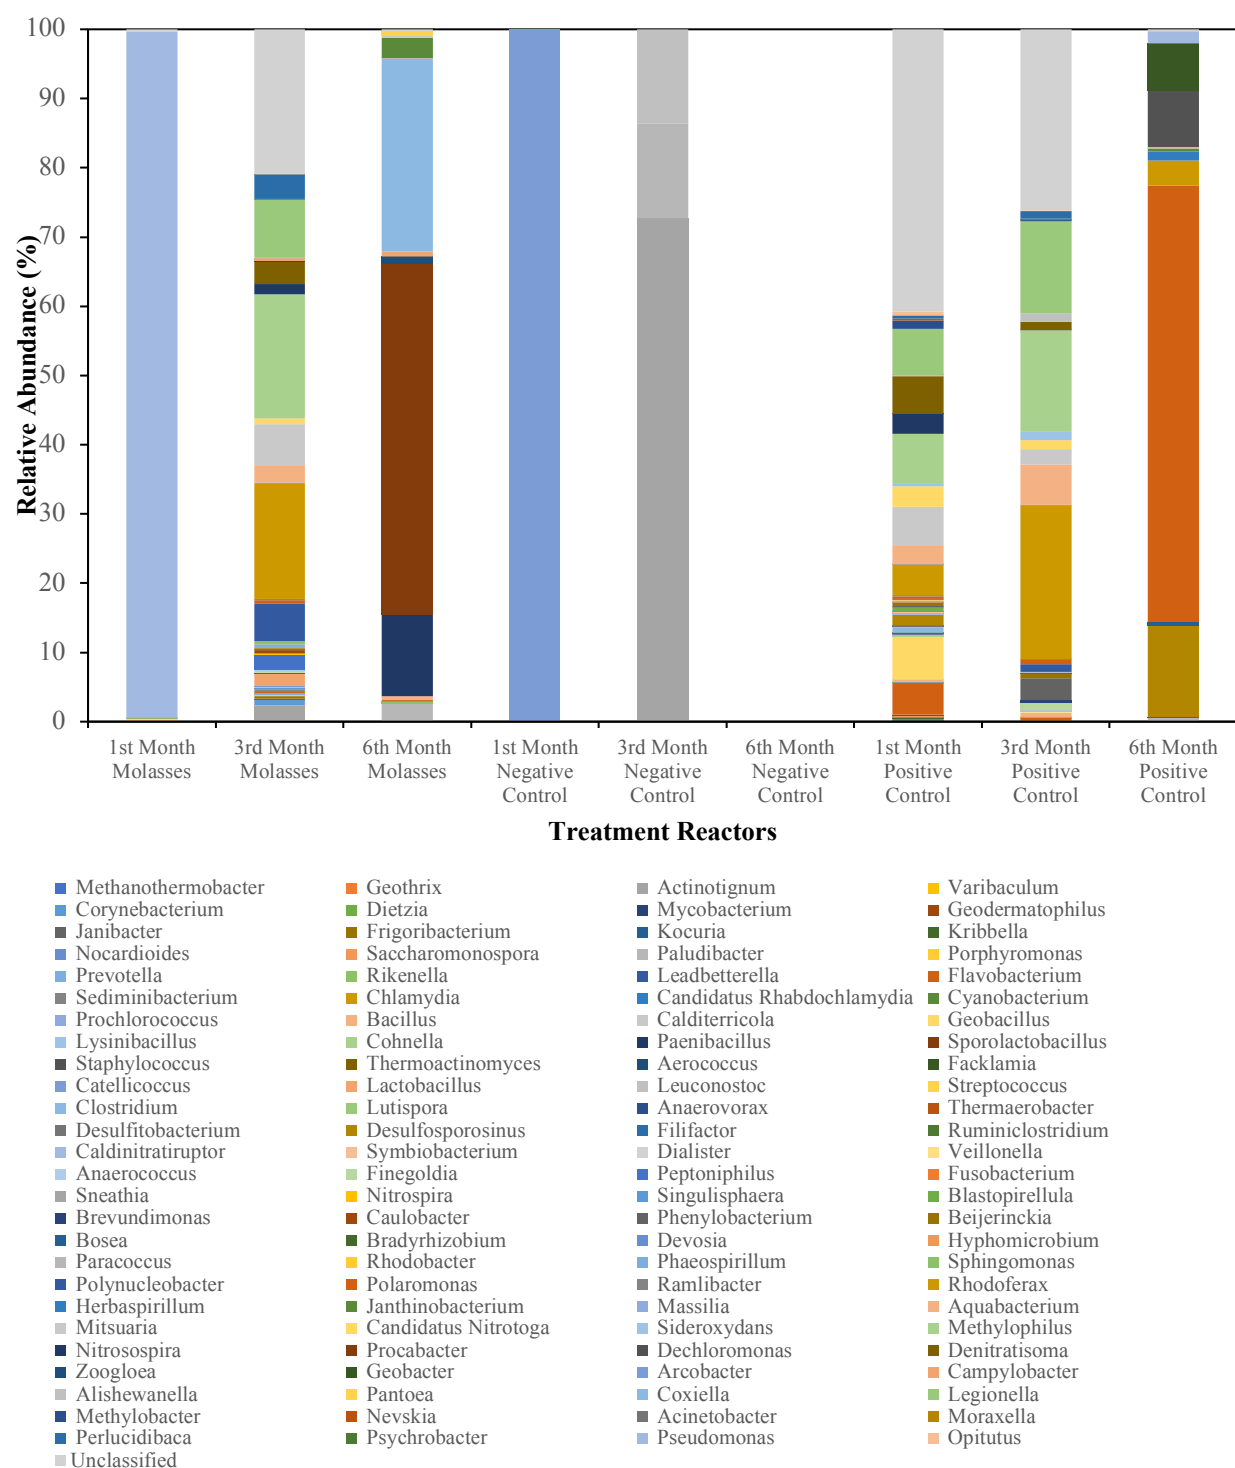 100
90
80
70
60
50
40
30
20
10
0
Relative Abundance (%)
1st Month Molasses
3rd Month Molasses
6th Month Molasses
1st Month Negative Control
3rd Month Negative Control
6th Month Negative Control
1st Month Positive Control
3rd Month Positive Control
6th Month Positive Control
Treatment Reactors
Methanothermobacter Geothrix Actinotignum Varibaculum
Corynebacterium Dietzia Mycobacterium Geodermatophilus
Janibacter Frigoribacterium Kocuria Kribbella
Nocardioides Saccharomonospora Paludibacter Porphyromonas
Prevotella Rikenella Leadbetterella Flavobacterium
Sediminibacterium Chlamydia Candidatus Rhabdochlamydia Cyanobacterium
Prochlorococcus Bacillus Calditerricola Geobacillus
Lysinibacillus Cohnella Paenibacillus Sporolactobacillus
Staphylococcus Thermoactinomyces Aerococcus Facklamia
Catellicoccus Lactobacillus Leuconostoc Streptococcus
Clostridium Lutispora Anaerovorax Thermaerobacter
Desulfitobacterium Desulfosporosinus Filifactor Ruminiclostridium
Caldinitratiruptor Symbiobacterium Dialister Veillonella
Anaerococcus Finegoldia Peptoniphilus Fusobacterium
Sneathia Nitrospira Singulisphaera Blastopirellula
Brevundimonas Caulobacter Phenylobacterium Beijerinckia
Bosea Bradyrhizobium Devosia Hyphomicrobium
Paracoccus Rhodobacter Phaeospirillum Sphingomonas
Polynucleobacter Polaromonas Ramlibacter Rhodoferax
Herbaspirillum Janthinobacterium Massilia Aquabacterium
Mitsuaria Candidatus Nitrotoga Sideroxydans Methylophilus
Nitrosospira Procabacter Dechloromonas Denitratisoma
Zoogloea Geobacter Arcobacter Campylobacter
Alishewanella Pantoea Coxiella Legionella
Methylobacter Nevskia Acinetobacter Moraxella
Perlucidibaca Psychrobacter Pseudomonas Opitutus
Unclassified